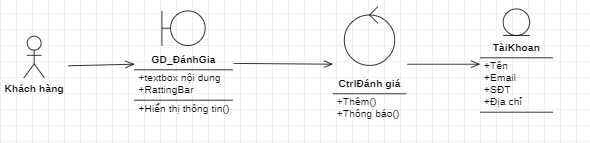 Khách hàng
GD_ĐánhGia
+textbox nội dung
+RattingBar
+Hiển thị thông tin()
CtrlĐánh giá
+Thêm()
+Thông báo()
TàiKhoan
+Tên
+Email
+SĐT
+Địa chỉ